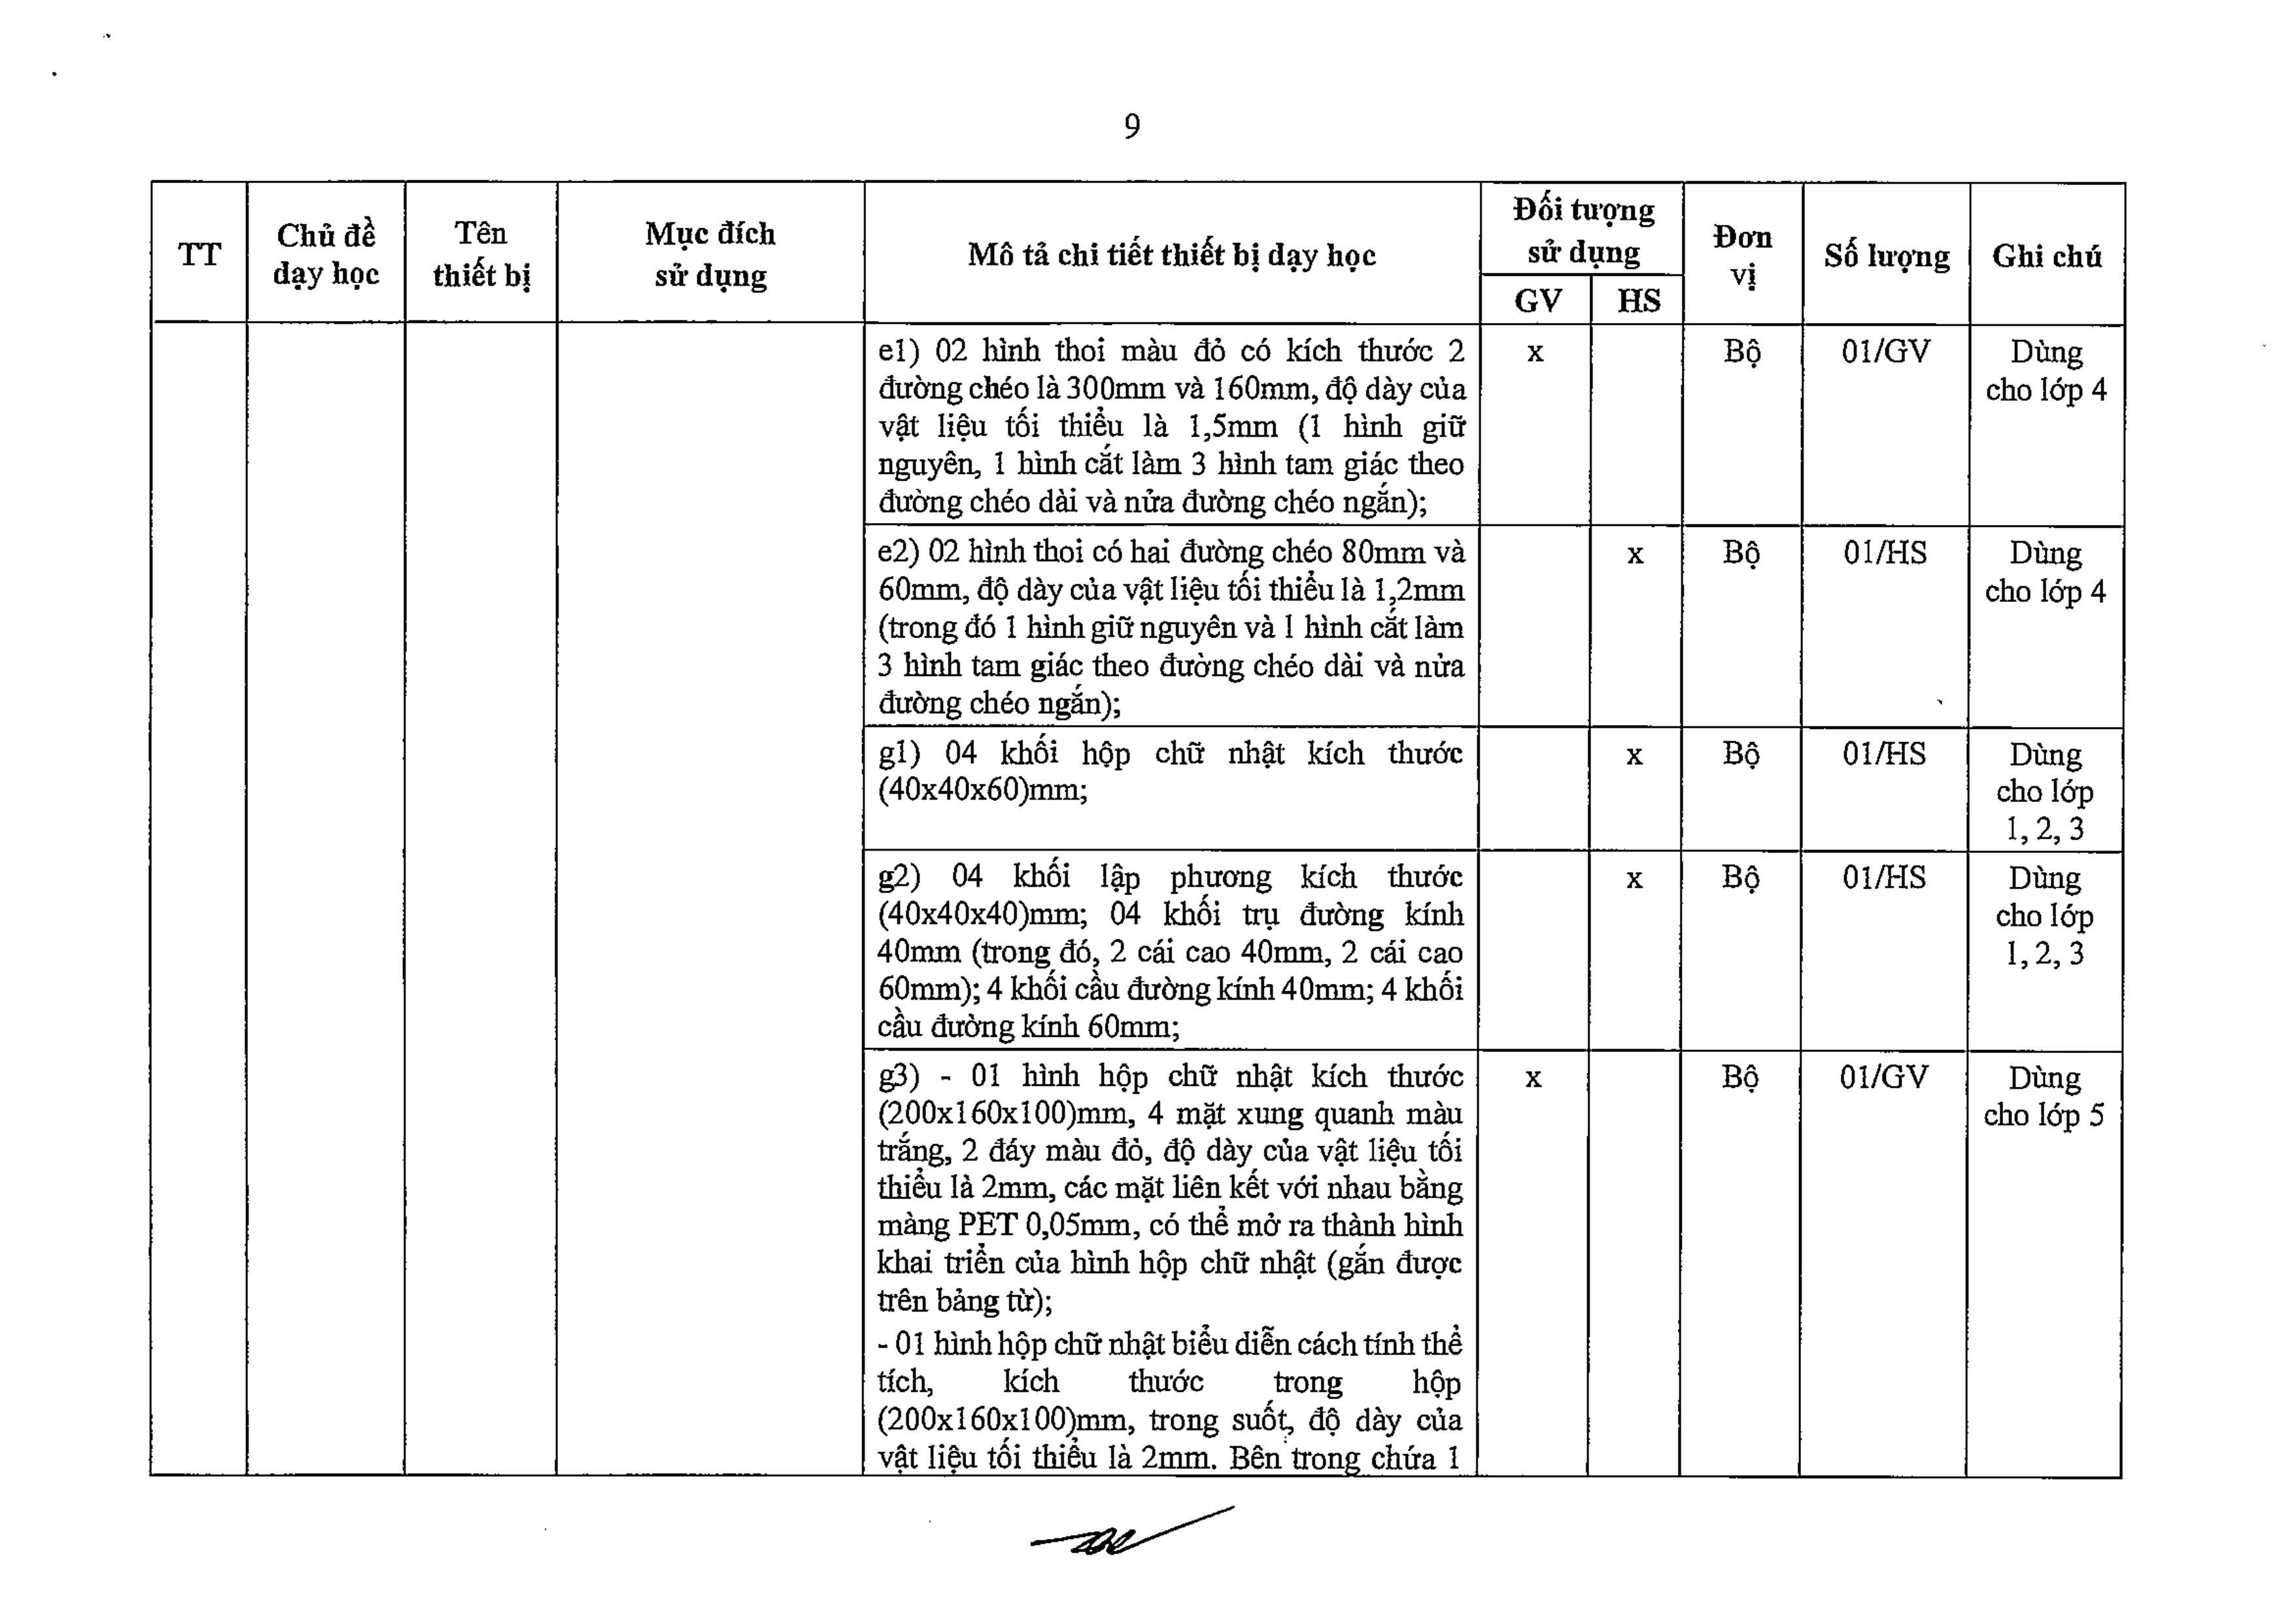 9
TT
Chủ đề
dạy học
Tên
thiết bị
Mục đích
sử dụng
Mô tả chi tiết thiết bị dạy học
Đối tượng
sử dụng
GV
HS
Đơn
vị
Số lượng
Ghi chú
e1) 02 hình thoi màu đỏ có kích thước 2
đường chéo là 300mm và 160mm, độ dày của
vật liệu tối thiểu là 1,5mm (1 hình giữ
nguyên, 1 hình cắt làm 3 hình tam giác theo
đường chéo dài và nửa đường chéo ngắn);
x
Bộ
01/GV
Dùng
cho lớp 4
e2) 02 hình thoi có hai đường chéo 80mm và
60mm, độ dày của vật liệu tối thiểu là 1,2mm
(trong đó 1 hình giữ nguyên và 1 hình cắt làm
3 hình tam giác theo đường chéo dài và nửa
đường chéo ngắn);
x
Bộ
01/HS
Dùng
cho lớp 4
g1) 04 khối hộp chữ nhật kích thước
(40x40x60)mm;
x
Bộ
01/HS
Dùng
cho lớp
1, 2, 3
g2) 04 khối lập phương kích thước
(40x40x40)mm; 04 khối trụ đường kính
40mm (trong đó, 2 cái cao 40mm, 2 cái cao
60mm); 4 khối cầu đường kính 40mm; 4 khối
cầu đường kính 60mm;
x
Bộ
01/HS
Dùng
cho lớp
1, 2, 3
g3) - 01 hình hộp chữ nhật kích thước
(200x160x100)mm, 4 mặt xung quanh màu
trắng, 2 đáy màu đỏ, độ dày của vật liệu tối
thiểu là 2mm, các mặt liên kết với nhau bằng
màng PET 0,05mm, có thể mở ra thành hình
khai triển của hình hộp chữ nhật (gắn được
trên bảng từ);
- 01 hình hộp chữ nhật biểu diễn cách tính thể
tích, kích thước trong hộp
(200x160x100)mm, trong suốt, độ dày của
vật liệu tối thiểu là 2mm. Bên trong chứa 1
x
Bộ
01/GV
Dùng
cho lớp 5